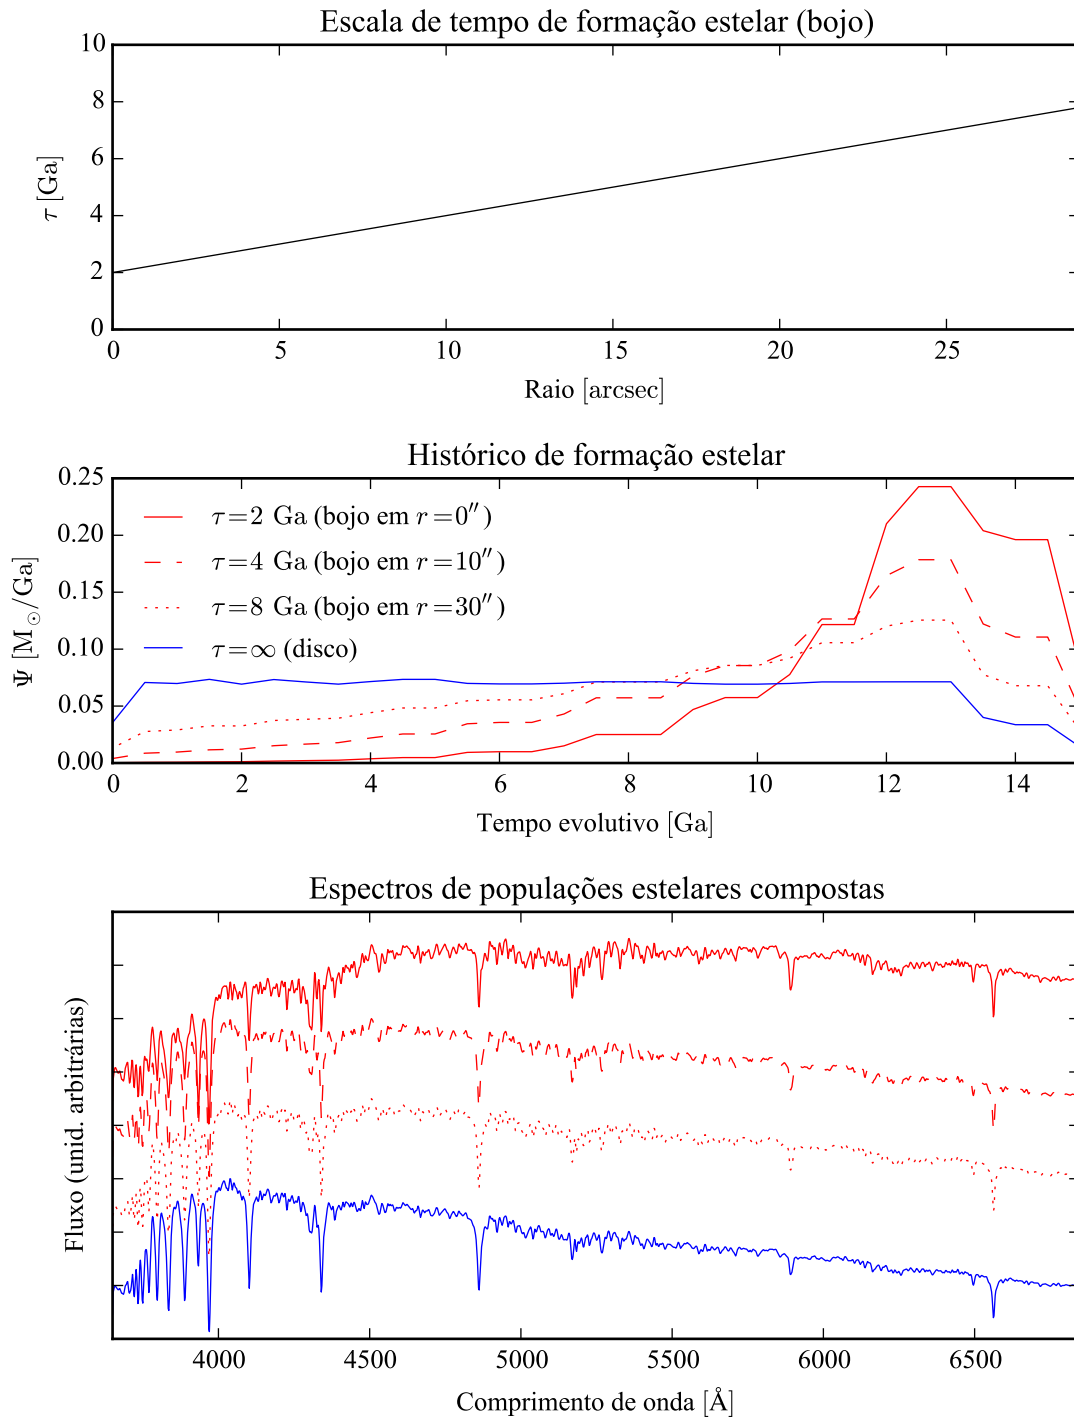 Escala de tempo de formação estelar (bojo)
10
8
6
4
2
0
τ [Ga]
0 5 10 15 20 25
Raio [arcsec]
Histórico de formação estelar
0.25
0.20
0.15
0.10
0.05
0.00
Ψ [M⊙/Ga]
τ=2 Ga (bojo em r=0″)
τ=4 Ga (bojo em r=10″)
τ=8 Ga (bojo em r=30″)
τ=∞ (disco)
0 2 4 6 8 10 12 14
Tempo evolutivo [Ga]
Espectros de populações estelares compostas
Fluxo (unid. arbitrárias)
4000 4500 5000 5500 6000 6500
Comprimento de onda [Å]